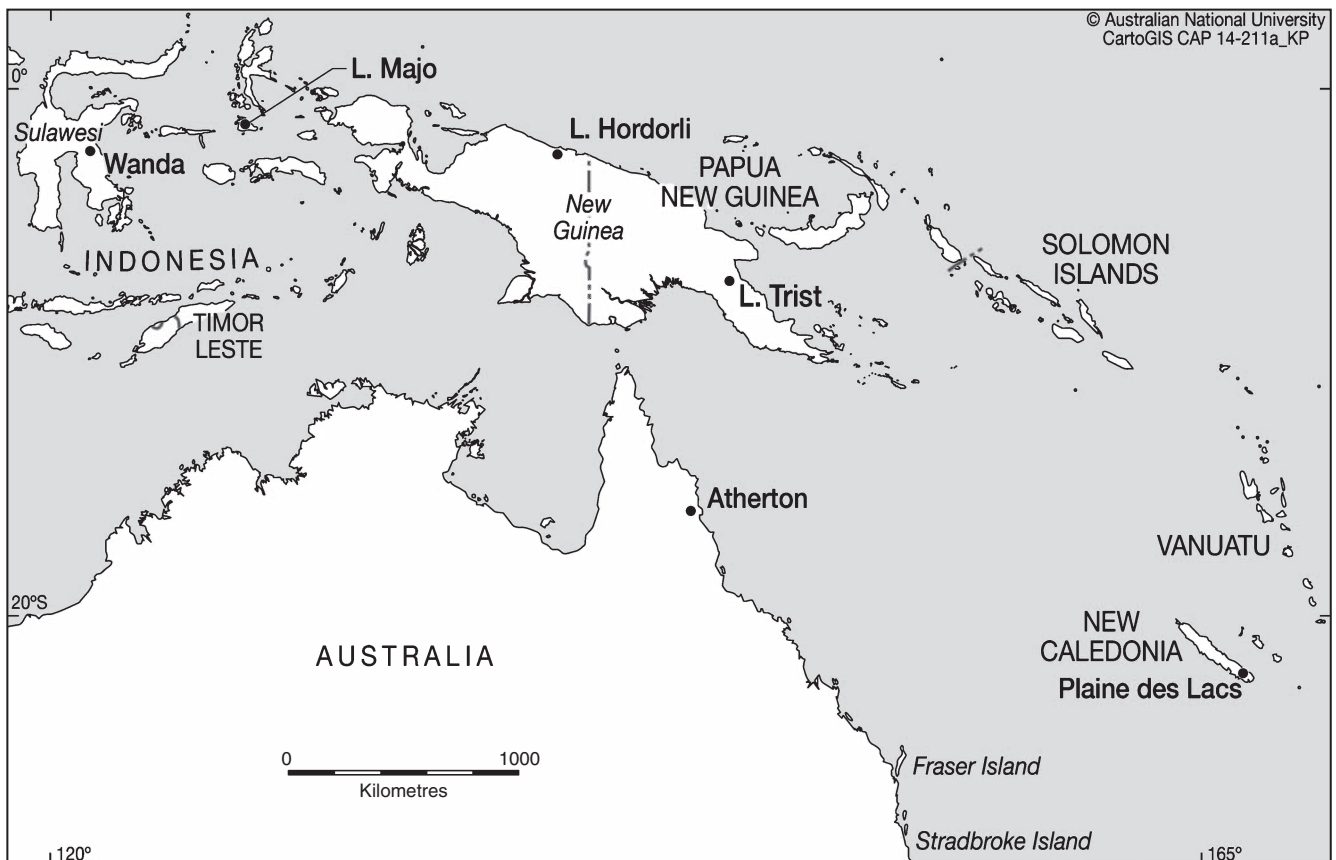 © Australian National University
CartoGIS CAP 14-211a_KP
0°
L. Majo
Sulawesi
Wanda
L. Hordorli
PAPUA
NEW GUINEA
New
Guinea
INDONESIA
SOLOMON
ISLANDS
L. Trist
TIMOR
LESTE
Atherton
VANUATU
20°S
NEW
CALEDONIA
Plaine des Lacs
AUSTRALIA
0 1000
Kilometres
Fraser Island
Stradbroke Island
120° 165°